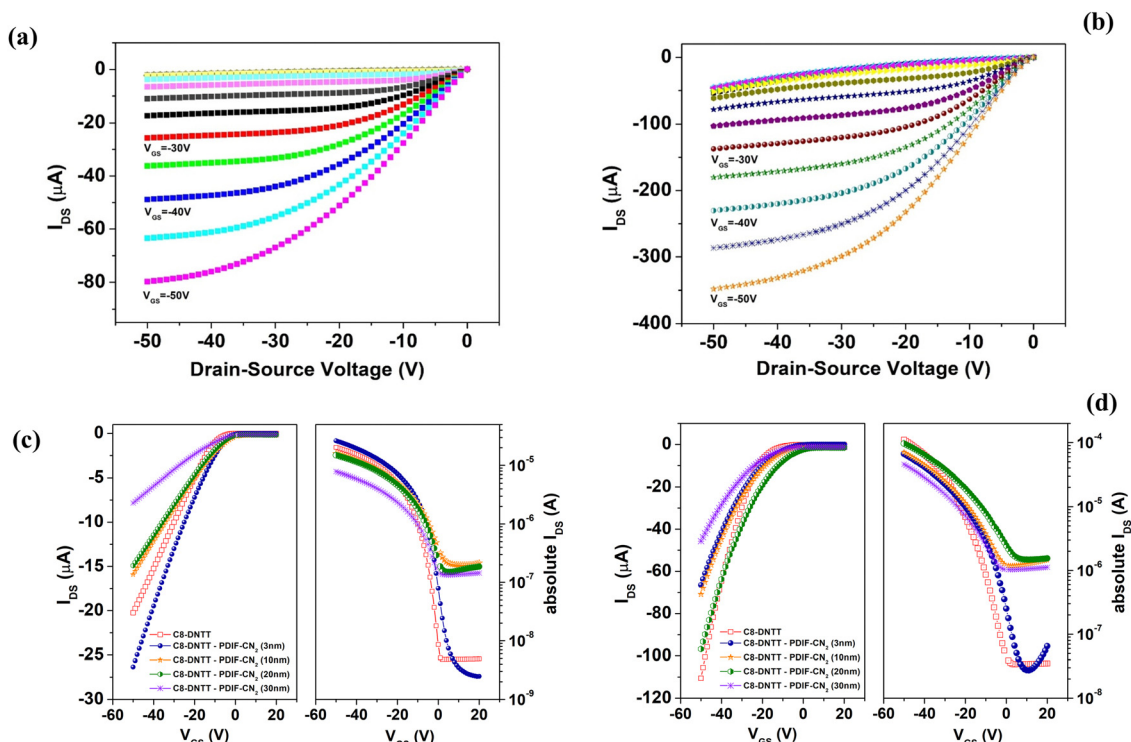 (a)
0
-20
-40
-60
-80
I_DS (µA)
V_GS=-30V
V_GS=-40V
V_GS=-50V
-50 -40 -30 -20 -10 0
Drain-Source Voltage (V)
(b)
0
-100
-200
-300
-400
I_DS (µA)
V_GS=-30V
V_GS=-40V
V_GS=-50V
-50 -40 -30 -20 -10 0
Drain-Source Voltage (V)
(c)
0
-5
-10
-15
-20
-25
-30
I_DS (µA)
C8-DNTT
C8-DNTT - PDIF-CN₂ (3nm)
C8-DNTT - PDIF-CN₂ (10nm)
C8-DNTT - PDIF-CN₂ (20nm)
C8-DNTT - PDIF-CN₂ (30nm)
-60 -40 -20 0 20
V_GS (V)
10⁻⁵
10⁻⁶
10⁻⁷
10⁻⁸
10⁻⁹
absolute I_DS (A)
-60 -40 -20 0 20
V_GS (V)
(d)
20
0
-20
-40
-60
-80
-100
-120
I_DS (µA)
C8-DNTT
C8-DNTT - PDIF-CN₂ (3nm)
C8-DNTT - PDIF-CN₂ (10nm)
C8-DNTT - PDIF-CN₂ (20nm)
C8-DNTT - PDIF-CN₂ (30nm)
-60 -40 -20 0 20
V_GS (V)
10⁻⁴
10⁻⁵
10⁻⁶
10⁻⁷
10⁻⁸
absolute I_DS (A)
-60 -40 -20 0 20
V_GS (V)